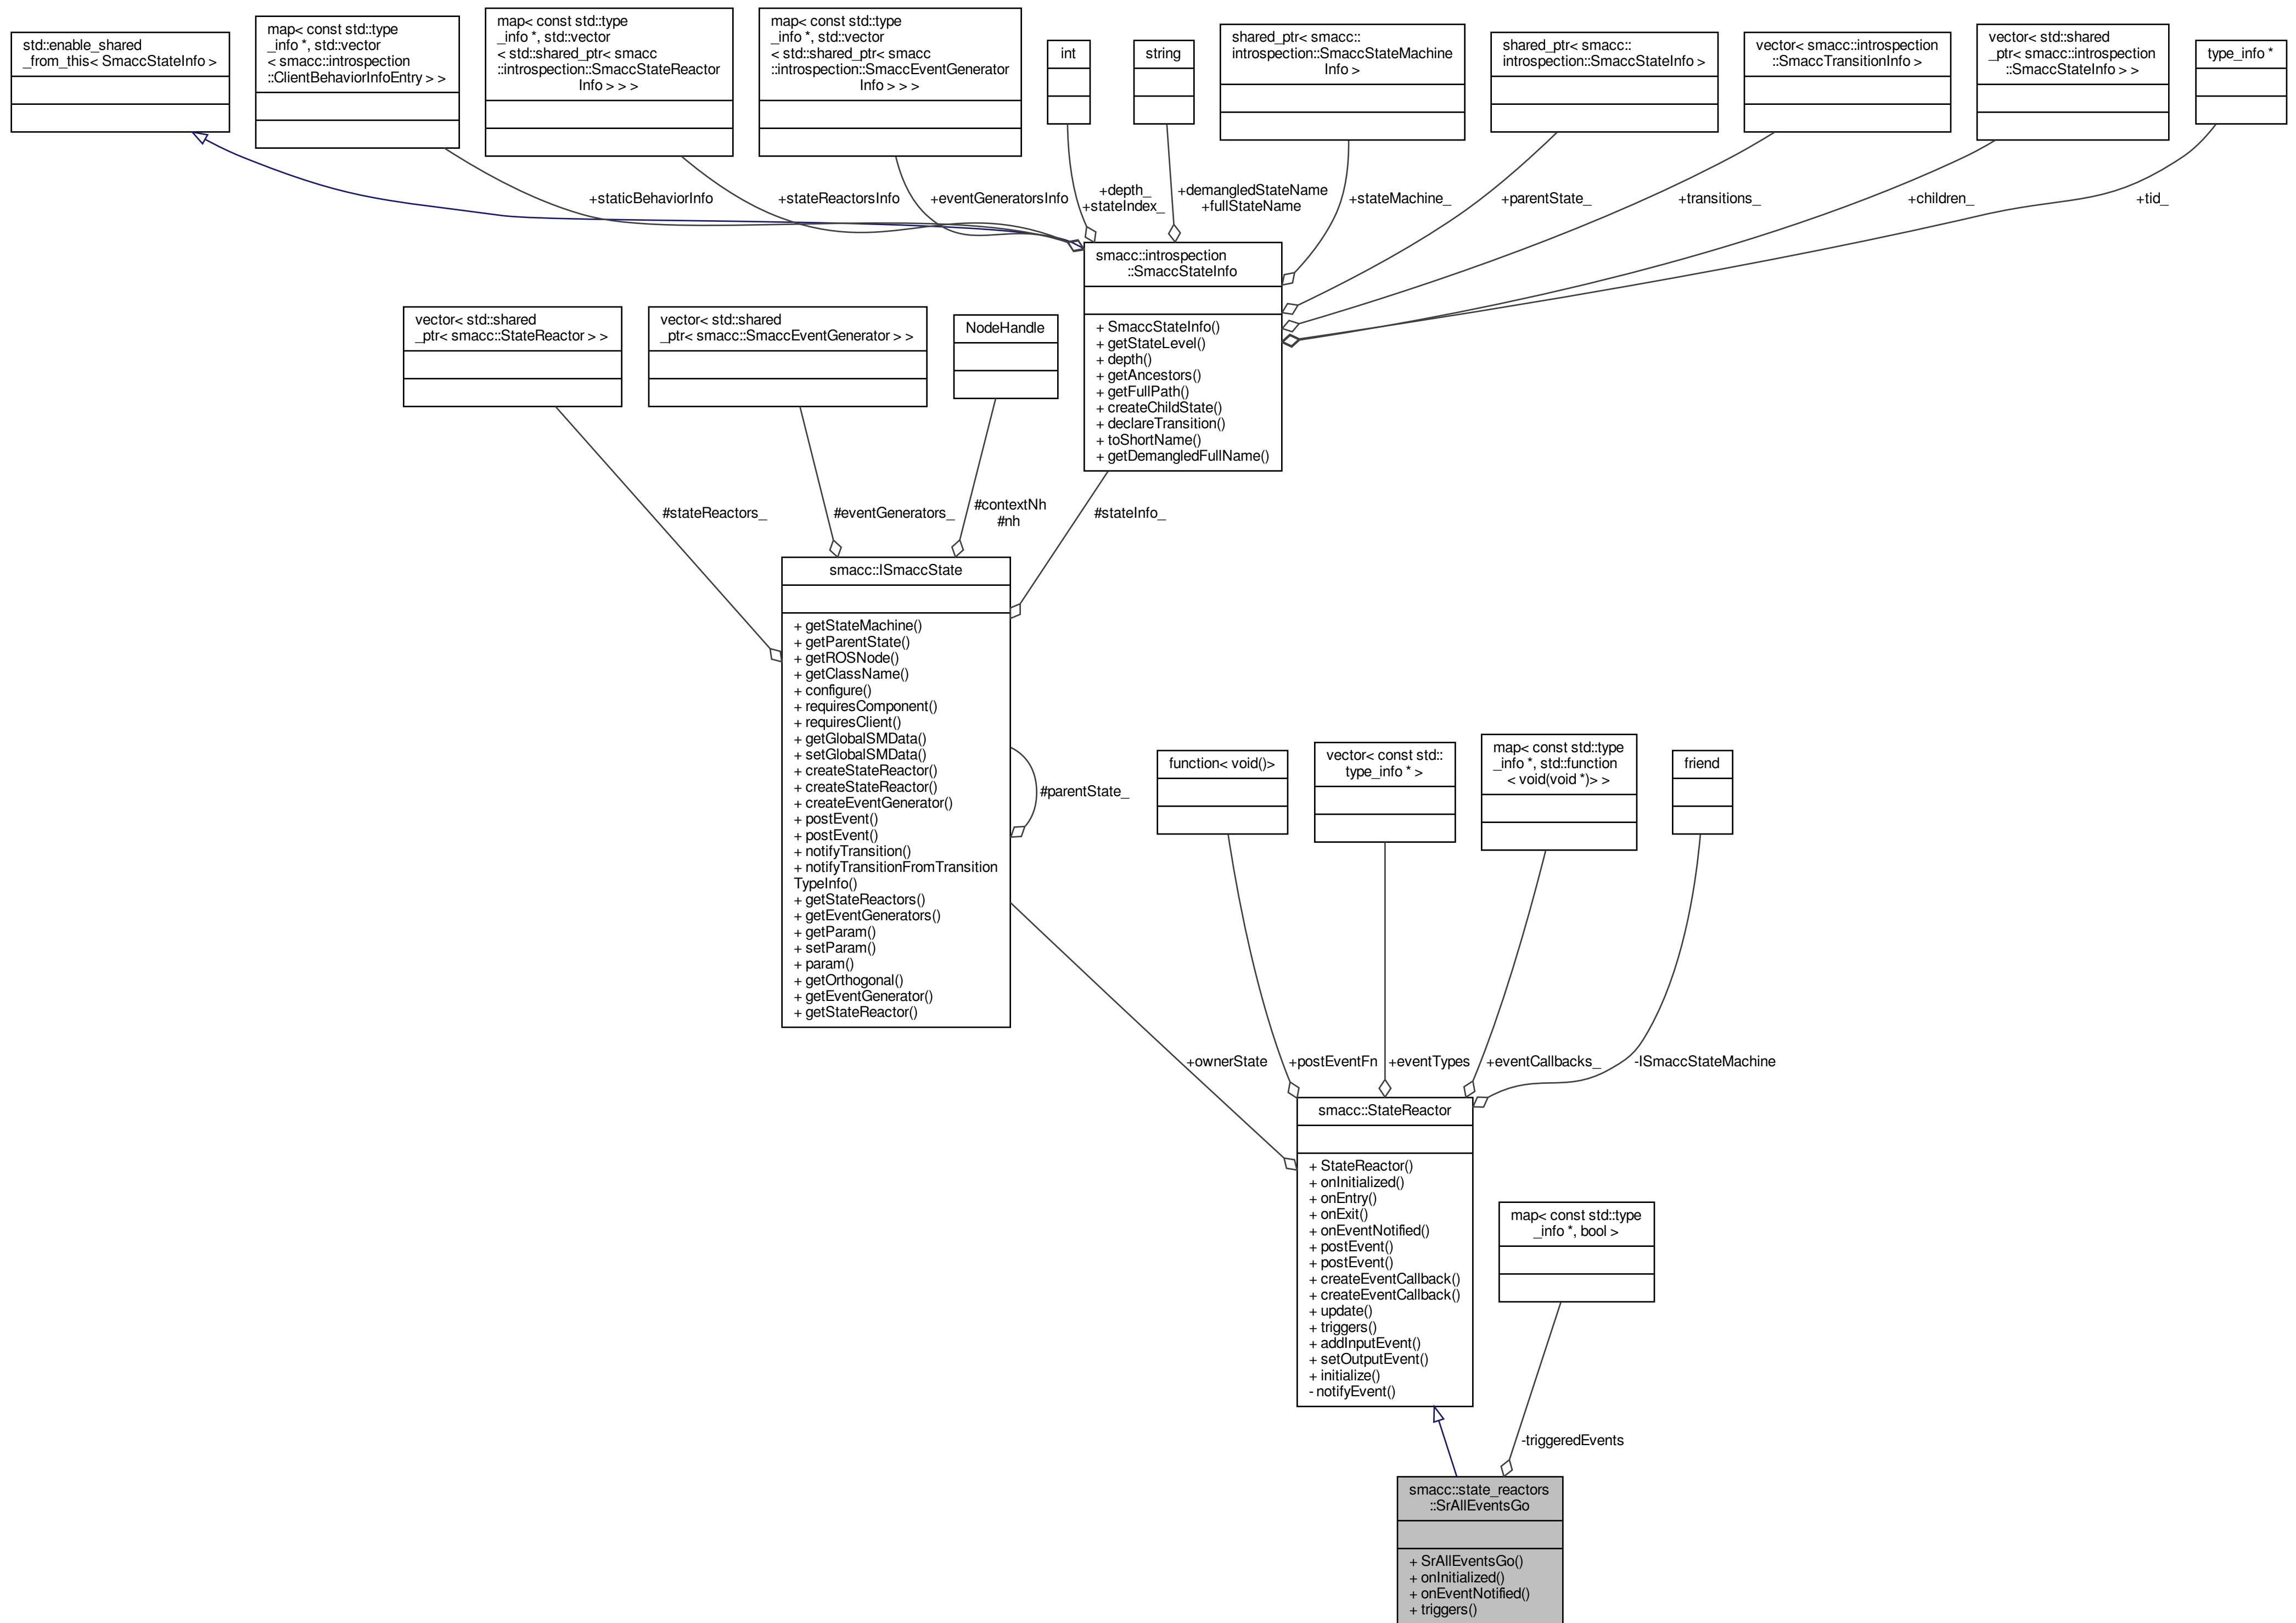 std::enable_shared
_from_this< SmaccStateInfo >
map< const std::type
_info *, std::vector
< smacc::introspection
::ClientBehaviorInfoEntry > >
map< const std::type
_info *, std::vector
< std::shared_ptr< smacc
::introspection::SmaccStateReactor
Info > > >
map< const std::type
_info *, std::vector
< std::shared_ptr< smacc
::introspection::SmaccEventGenerator
Info > > >
int
string
shared_ptr< smacc::
introspection::SmaccStateMachine
Info >
shared_ptr< smacc::
introspection::SmaccStateInfo >
vector< smacc::introspection
::SmaccTransitionInfo >
vector< std::shared
_ptr< smacc::introspection
::SmaccStateInfo > >
type_info *
+staticBehaviorInfo
+stateReactorsInfo
+eventGeneratorsInfo
+depth_
+stateIndex_
+demangledStateName
+fullStateName
+stateMachine_
+parentState_
+transitions_
+children_
+tid_
smacc::introspection
::SmaccStateInfo
+ SmaccStateInfo()
+ getStateLevel()
+ depth()
+ getAncestors()
+ getFullPath()
+ createChildState()
+ declareTransition()
+ toShortName()
+ getDemangledFullName()
vector< std::shared
_ptr< smacc::StateReactor > >
vector< std::shared
_ptr< smacc::SmaccEventGenerator > >
NodeHandle
#stateReactors_
#eventGenerators_
#contextNh
#nh
#stateInfo_
smacc::ISmaccState
+ getStateMachine()
+ getParentState()
+ getROSNode()
+ getClassName()
+ configure()
+ requiresComponent()
+ requiresClient()
+ getGlobalSMData()
+ setGlobalSMData()
+ createStateReactor()
+ createStateReactor()
+ createEventGenerator()
+ postEvent()
+ postEvent()
+ notifyTransition()
+ notifyTransitionFromTransition
TypeInfo()
+ getStateReactors()
+ getEventGenerators()
+ getParam()
+ setParam()
+ param()
+ getOrthogonal()
+ getEventGenerator()
+ getStateReactor()
#parentState_
function< void()>
vector< const std::
type_info * >
map< const std::type
_info *, std::function
< void(void *)> >
friend
+ownerState
+postEventFn
+eventTypes
+eventCallbacks_
-ISmaccStateMachine
smacc::StateReactor
+ StateReactor()
+ onInitialized()
+ onEntry()
+ onExit()
+ onEventNotified()
+ postEvent()
+ postEvent()
+ createEventCallback()
+ createEventCallback()
+ update()
+ triggers()
+ addInputEvent()
+ setOutputEvent()
+ initialize()
- notifyEvent()
map< const std::type
_info *, bool >
-triggeredEvents
smacc::state_reactors
::SrAllEventsGo
+ SrAllEventsGo()
+ onInitialized()
+ onEventNotified()
+ triggers()